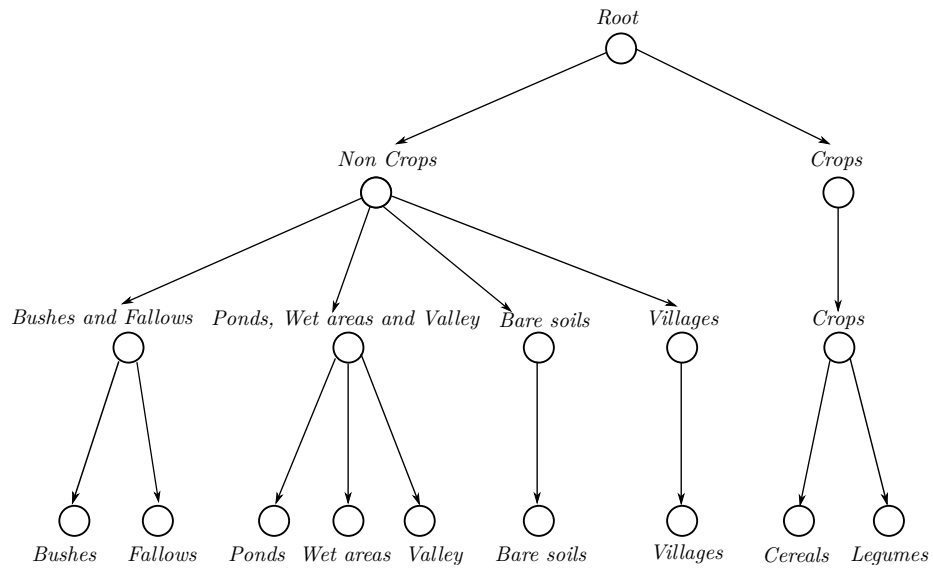 Root
Non Crops
Crops
Bushes and Fallows
Ponds, Wet areas and Valley
Bare soils
Villages
Crops
Bushes
Fallows
Ponds
Wet areas
Valley
Bare soils
Villages
Cereals
Legumes